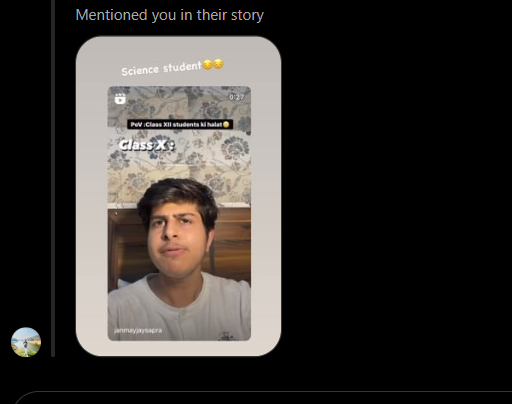 Mentioned you in their story
Science student😔😔
0:27
PoV :Class XII students ki halat😔
Class X :
janmayjaysapra